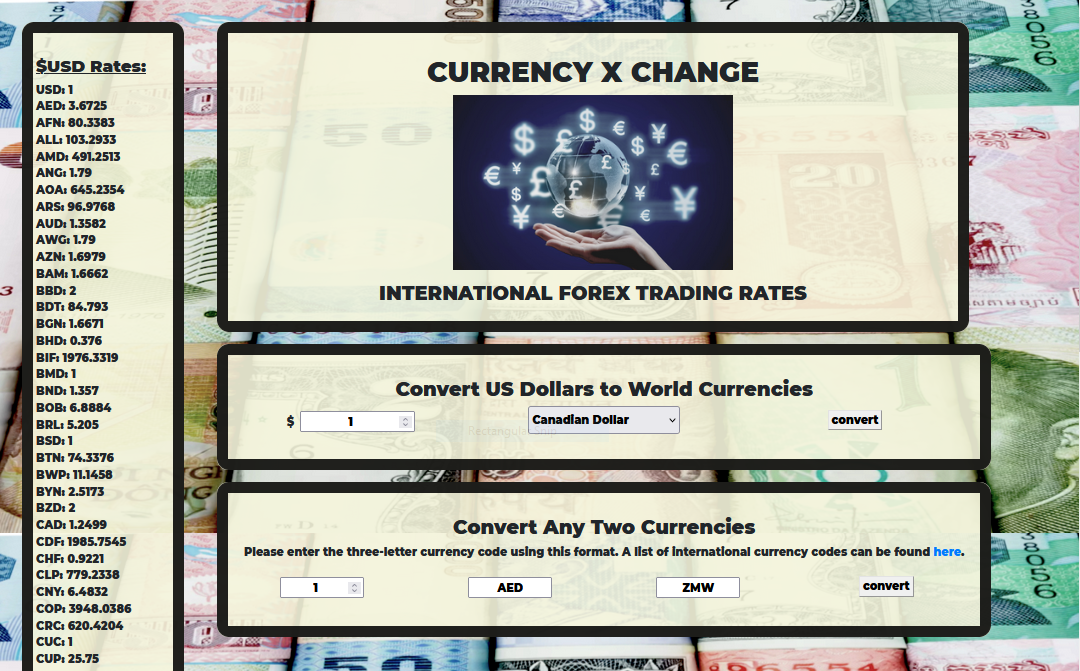 $USD Rates:
USD: 1
AED: 3.6725
AFN: 80.3383
ALL: 103.2933
AMD: 491.2513
ANG: 1.79
AOA: 645.2354
ARS: 96.9768
AUD: 1.3582
AWG: 1.79
AZN: 1.6979
BAM: 1.6662
BBD: 2
BDT: 84.793
BGN: 1.6671
BHD: 0.376
BIF: 1976.3319
BMD: 1
BND: 1.357
BOB: 6.8884
BRL: 5.205
BSD: 1
BTN: 74.3376
BWP: 11.1458
BYN: 2.5173
BZD: 2
CAD: 1.2499
CDF: 1985.7545
CHF: 0.9221
CLP: 779.2338
CNY: 6.4832
COP: 3948.0386
CRC: 620.4204
CUC: 1
CUP: 25.75
CURRENCY X CHANGE
INTERNATIONAL FOREX TRADING RATES
Convert US Dollars to World Currencies
$ 1 Canadian Dollar convert
Rectangular Snip
Convert Any Two Currencies
Please enter the three-letter currency code using this format. A list of international currency codes can be found here.
1 AED ZMW convert
50
20